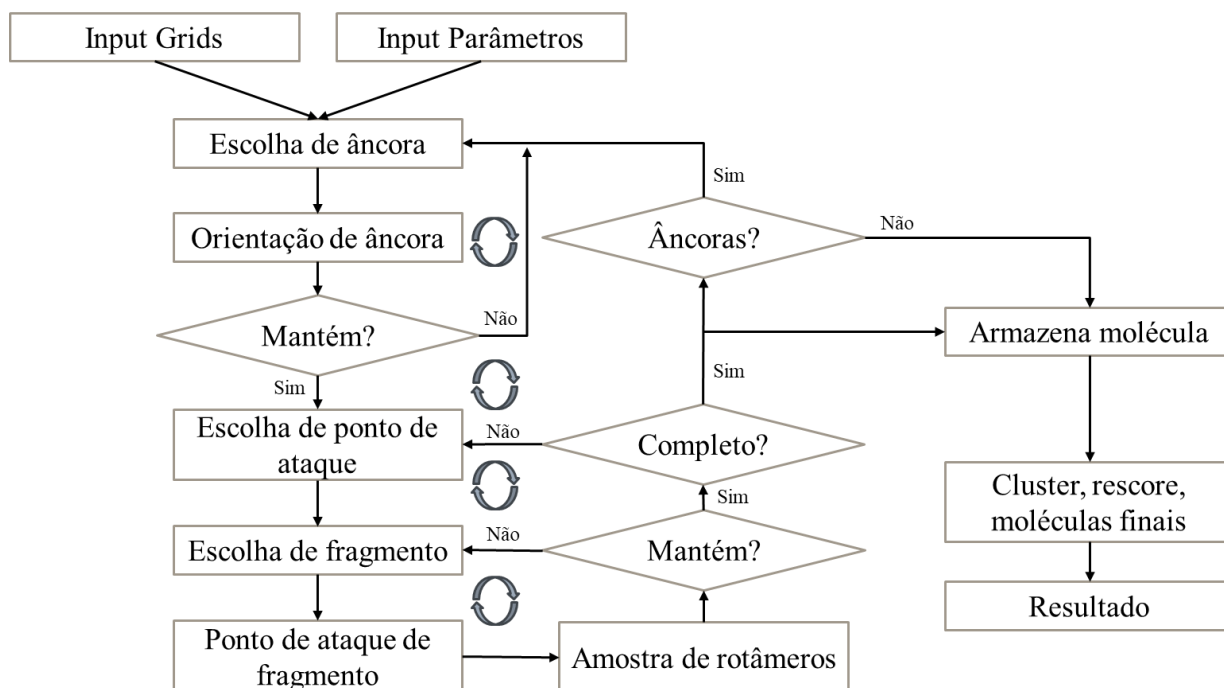 Input Grids
Input Parâmetros
Escolha de âncora
Sim
Orientação de âncora
Âncoras?
Não
Mantém?
Não
Armazena molécula
Sim
Sim
Escolha de ponto de
ataque
Não
Completo?
Cluster, rescore,
moléculas finais
Sim
Escolha de fragmento
Não
Mantém?
Resultado
Ponto de ataque de
fragmento
Amostra de rotâmeros